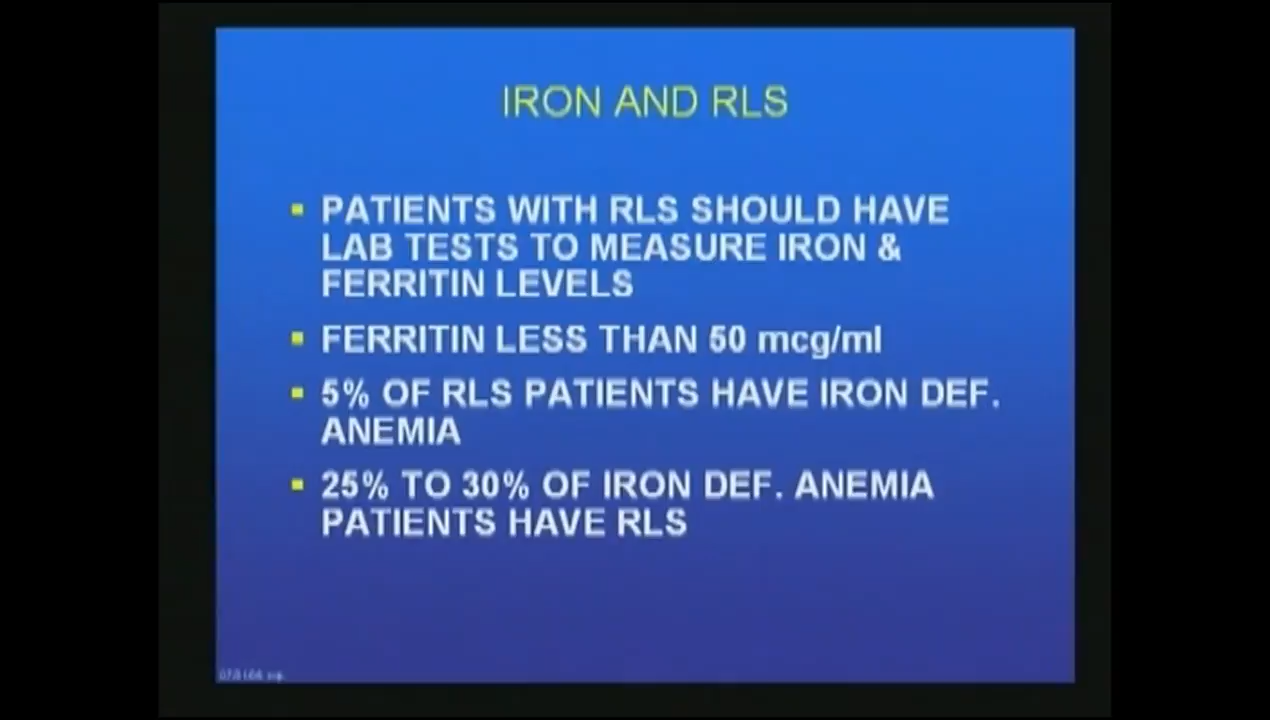 IRON AND RLS
PATIENTS WITH RLS SHOULD HAVE
LAB TESTS TO MEASURE IRON &
FERRITIN LEVELS
FERRITIN LESS THAN 50 mcg/ml
5% OF RLS PATIENTS HAVE IRON DEF.
ANEMIA
25% TO 30% OF IRON DEF. ANEMIA
PATIENTS HAVE RLS